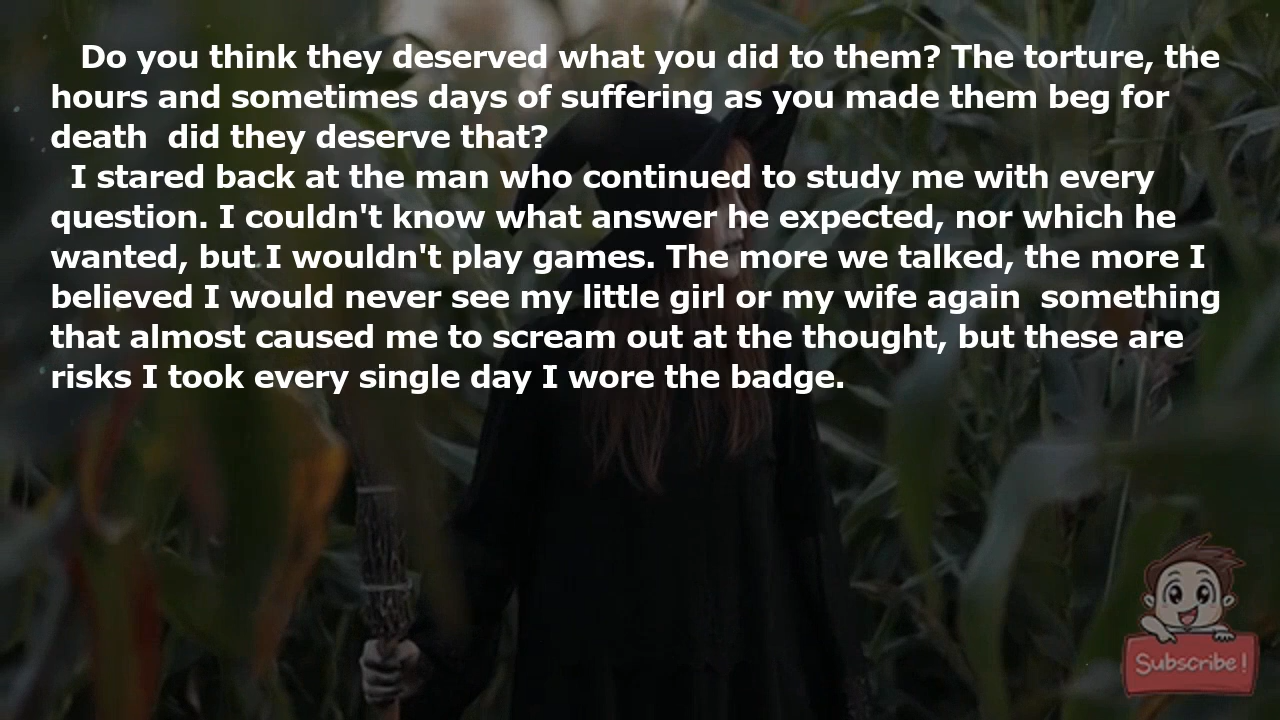 Do you think they deserved what you did to them? The torture, the
hours and sometimes days of suffering as you made them beg for
death  did they deserve that?
I stared back at the man who continued to study me with every
question. I couldn't know what answer he expected, nor which he
wanted, but I wouldn't play games. The more we talked, the more I
believed I would never see my little girl or my wife again  something
that almost caused me to scream out at the thought, but these are
risks I took every single day I wore the badge.
Subscribe!